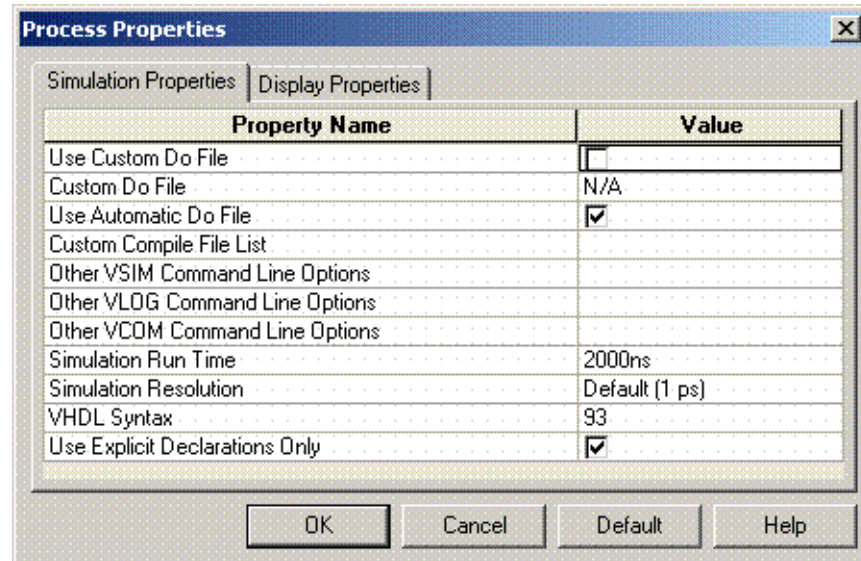 Process Properties
Simulation Properties Display Properties
Property Name Value
Use Custom Do File
Custom Do File N/A
Use Automatic Do File
Custom Compile File List
Other VSIM Command Line Options
Other VLOG Command Line Options
Other VCOM Command Line Options
Simulation Run Time 2000ns
Simulation Resolution Default (1 ps)
VHDL Syntax 93
Use Explicit Declarations Only
OK Cancel Default Help